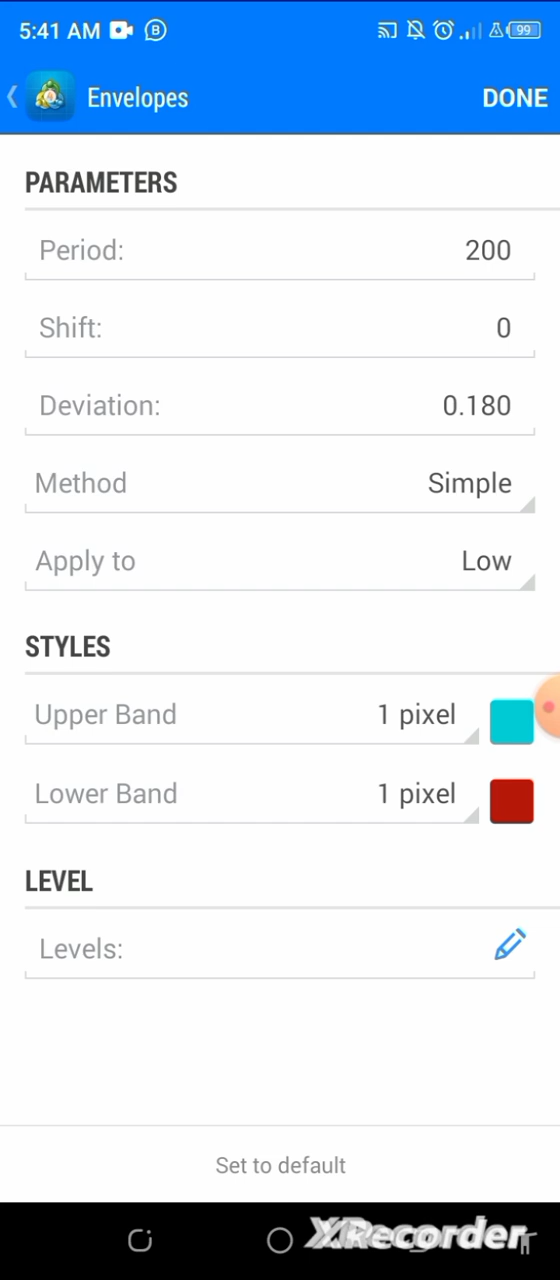 5:41 AM
99
Envelopes
DONE
PARAMETERS
Period: 200
Shift: 0
Deviation: 0.180
Method Simple
Apply to Low
STYLES
Upper Band 1 pixel
Lower Band 1 pixel
LEVEL
Levels:
Set to default
XRecorder